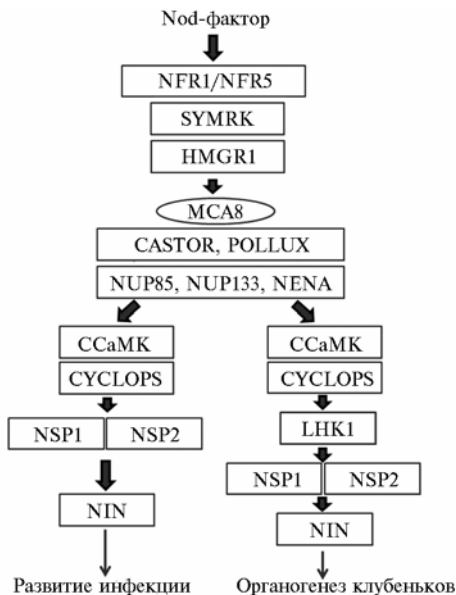 Nod-фактор
NFR1/NFR5
SYMRK
HMGR1
MCA8
CASTOR, POLLUX
NUP85, NUP133, NENA
CCaMK CCaMK
CYCLOPS CYCLOPS
NSP1 NSP2 LHK1
NSP1 NSP2
NIN NIN
Развитие инфекции Органогенез клубеньков